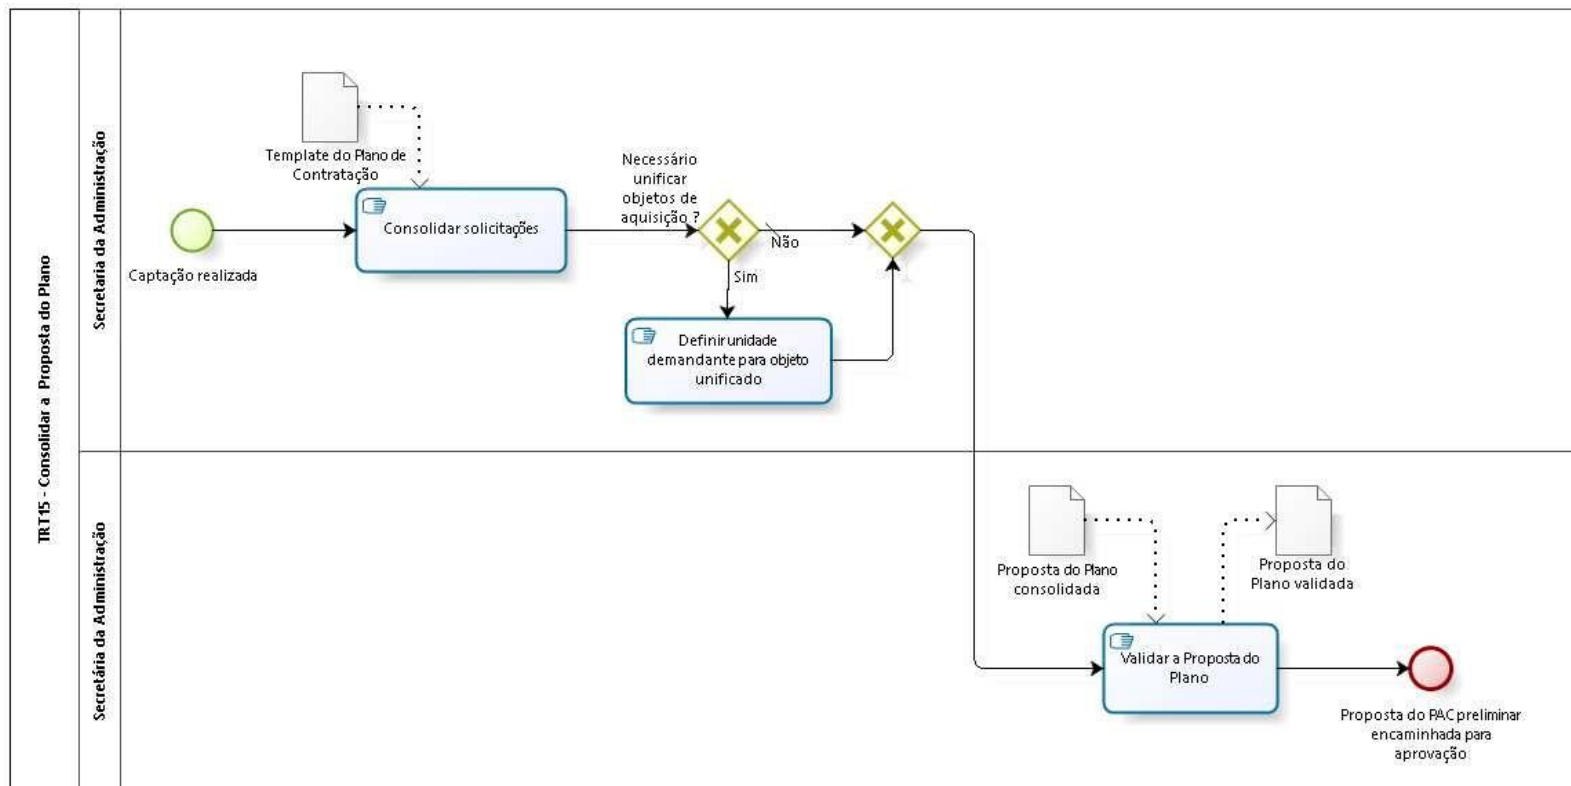 TRT15 - Consolidar a Proposta do Plano
Secretaria da Administração
Template do Plano de
Contratação
Captação realizada
Consolidar solicitações
Necessário
unificar
objetos de
aquisição ?
Não
Sim
Definir unidade
demandante para objeto
unificado
Secretária da Administração
Proposta do Plano
consolidada
Proposta do
Plano validada
Validar a Proposta do
Plano
Proposta do PAC preliminar
encaminhada para
aprovação